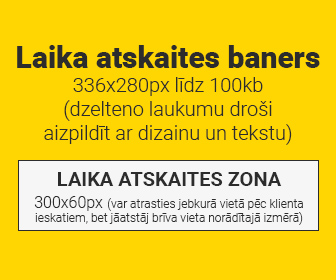 Laika atskaites baners
336x280px līdz 100kb
(dzelteno laukumu droši
aizpildīt ar dizainu un tekstu)
LAIKA ATSKAITES ZONA
300x60px (var atrasties jebkurā vietā pēc klienta
ieskatiem, bet jāatstāj brīva vieta norādītajā izmērā)